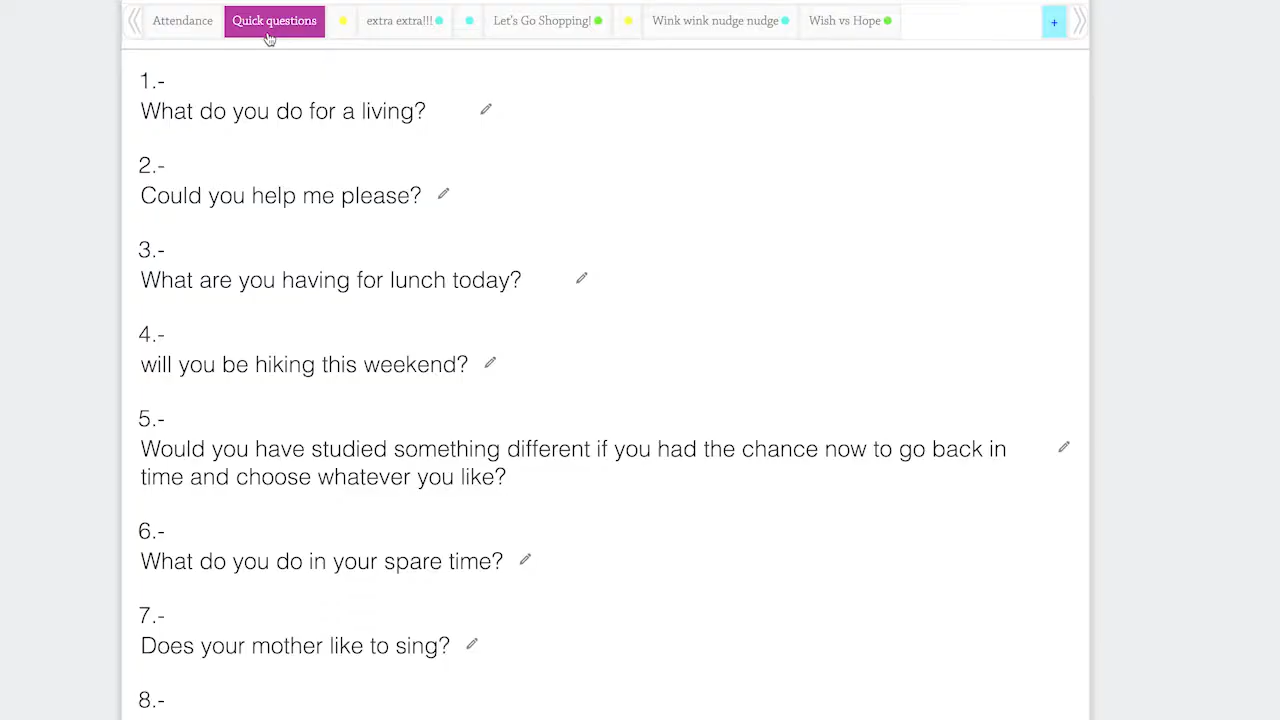 Attendance Quick questions extra extra!!! Let's Go Shopping! Wink wink nudge nudge Wish vs Hope +
1.-
What do you do for a living?
2.-
Could you help me please?
3.-
What are you having for lunch today?
4.-
will you be hiking this weekend?
5.-
Would you have studied something different if you had the chance now to go back in
time and choose whatever you like?
6.-
What do you do in your spare time?
7.-
Does your mother like to sing?
8.-